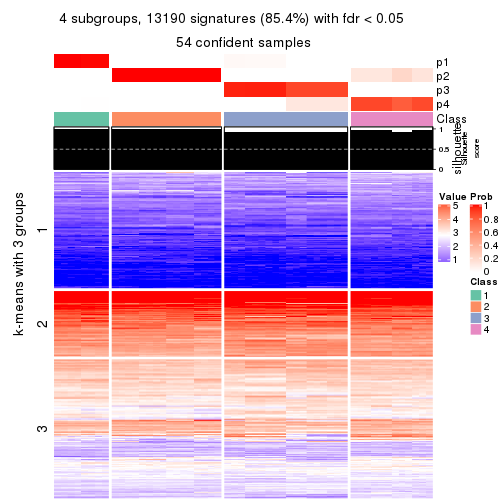 4 subgroups, 13190 signatures (85.4%) with fdr < 0.05
54 confident samples
p1
p2
p3
p4
Class
1
0.5
0
silhouette
Silhouette
score
k-means with 3 groups
1
2
3
Value
5
4
3
2
1
Prob
1
0.8
0.6
0.4
0.2
0
Class
1
2
3
4